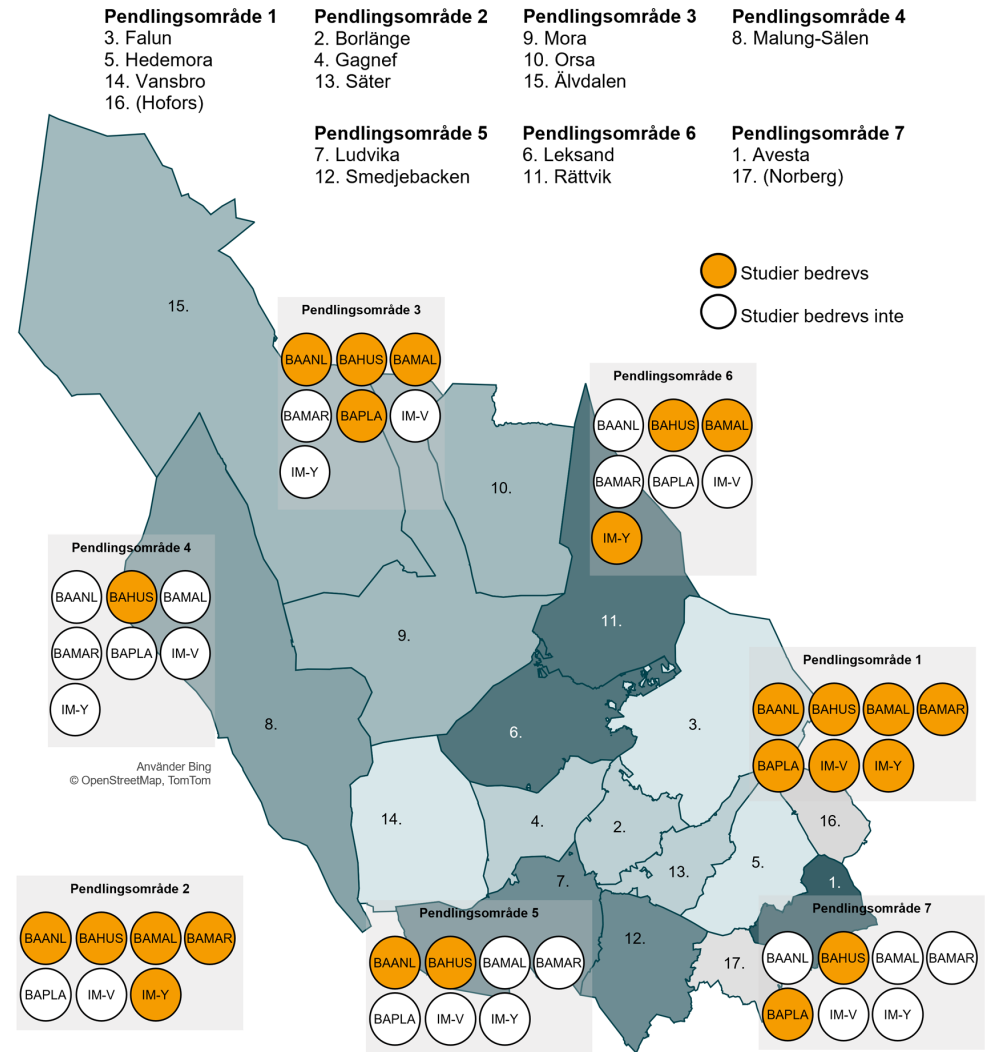 Pendlingsområde 1
3. Falun
5. Hedemora
14. Vansbro
16. (Hofors)
Pendlingsområde 2
2. Borlänge
4. Gagnef
13. Säter
Pendlingsområde 3
9. Mora
10. Orsa
15. Älvdalen
Pendlingsområde 4
8. Malung-Sälen
Pendlingsområde 5
7. Ludvika
12. Smedjebacken
Pendlingsområde 6
6. Leksand
11. Rättvik
Pendlingsområde 7
1. Avesta
17. (Norberg)
Studier bedrevs
Studier bedrevs inte
15.
Pendlingsområde 3
BAANL BAHUS BAMAL
BAMAR BAPLA IM-V
IM-Y
Pendlingsområde 6
BAANL BAHUS BAMAL
BAMAR BAPLA IM-V
IM-Y
10.
Pendlingsområde 4
BAANL BAHUS BAMAL
BAMAR BAPLA IM-V
IM-Y
11.
9.
Pendlingsområde 1
BAANL BAHUS BAMAL BAMAR
BAPLA IM-V IM-Y
8.
6.
3.
Använder Bing
© OpenStreetMap, TomTom
14.
4.
2.
16.
5.
13.
7.
1.
Pendlingsområde 2
BAANL BAHUS BAMAL BAMAR
BAPLA IM-V IM-Y
Pendlingsområde 5
BAANL BAHUS BAMAL BAMAR
BAPLA IM-V IM-Y
12.
17.
Pendlingsområde 7
BAANL BAHUS BAMAL BAMAR
BAPLA IM-V IM-Y